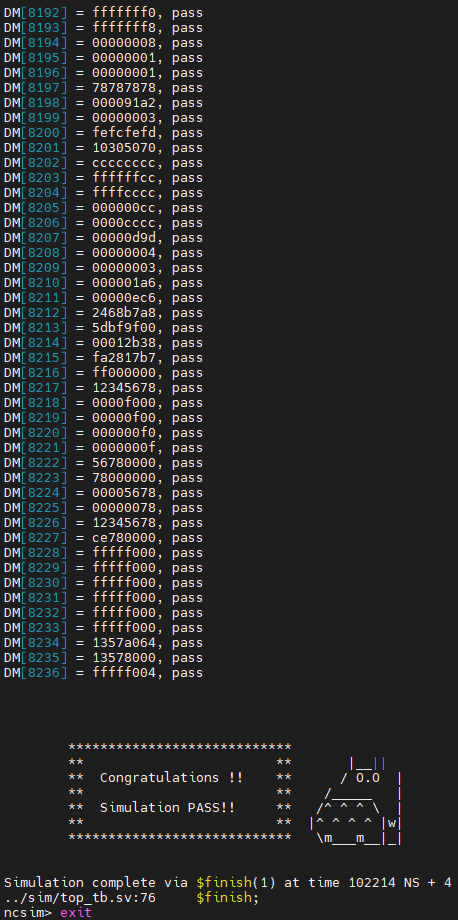 DM[8192] = fffffff0, pass
DM[8193] = fffffff8, pass
DM[8194] = 00000008, pass
DM[8195] = 00000001, pass
DM[8196] = 00000001, pass
DM[8197] = 78787878, pass
DM[8198] = 000091a2, pass
DM[8199] = 00000003, pass
DM[8200] = fefcfefd, pass
DM[8201] = 10305070, pass
DM[8202] = cccccccc, pass
DM[8203] = ffffffcc, pass
DM[8204] = ffffcccc, pass
DM[8205] = 000000cc, pass
DM[8206] = 0000cccc, pass
DM[8207] = 00000d9d, pass
DM[8208] = 00000004, pass
DM[8209] = 00000003, pass
DM[8210] = 000001a6, pass
DM[8211] = 00000ec6, pass
DM[8212] = 2468b7a8, pass
DM[8213] = 5dbf9f00, pass
DM[8214] = 00012b38, pass
DM[8215] = fa2817b7, pass
DM[8216] = ff000000, pass
DM[8217] = 12345678, pass
DM[8218] = 0000f000, pass
DM[8219] = 00000f00, pass
DM[8220] = 000000f0, pass
DM[8221] = 0000000f, pass
DM[8222] = 56780000, pass
DM[8223] = 78000000, pass
DM[8224] = 00005678, pass
DM[8225] = 00000078, pass
DM[8226] = 12345678, pass
DM[8227] = ce780000, pass
DM[8228] = fffff000, pass
DM[8229] = fffff000, pass
DM[8230] = fffff000, pass
DM[8231] = fffff000, pass
DM[8232] = fffff000, pass
DM[8233] = fffff000, pass
DM[8234] = 1357a064, pass
DM[8235] = 13578000, pass
DM[8236] = fffff004, pass
****************************
**                        **       |__||
**  Congratulations !!    **      / O.O  |
**                        **    /_____   |
**  Simulation PASS!!     **   /^ ^ ^ \  |
**                        **  |^ ^ ^ ^ |w|
****************************   \m___m__|_|
Simulation complete via $finish(1) at time 102214 NS + 4
../sim/top_tb.sv:76     $finish;
ncsim> exit